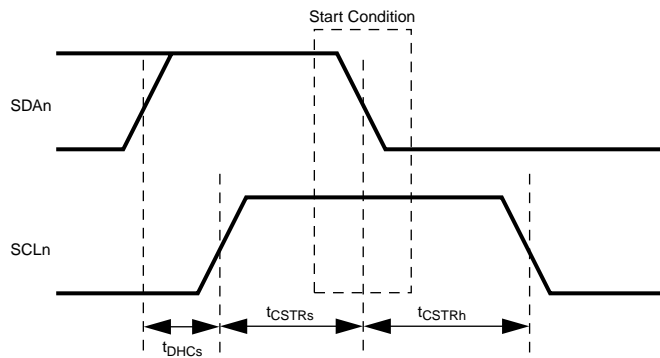 Start Condition
SDAn
SCLn
tCSTRs
tCSTRh
tDHCs